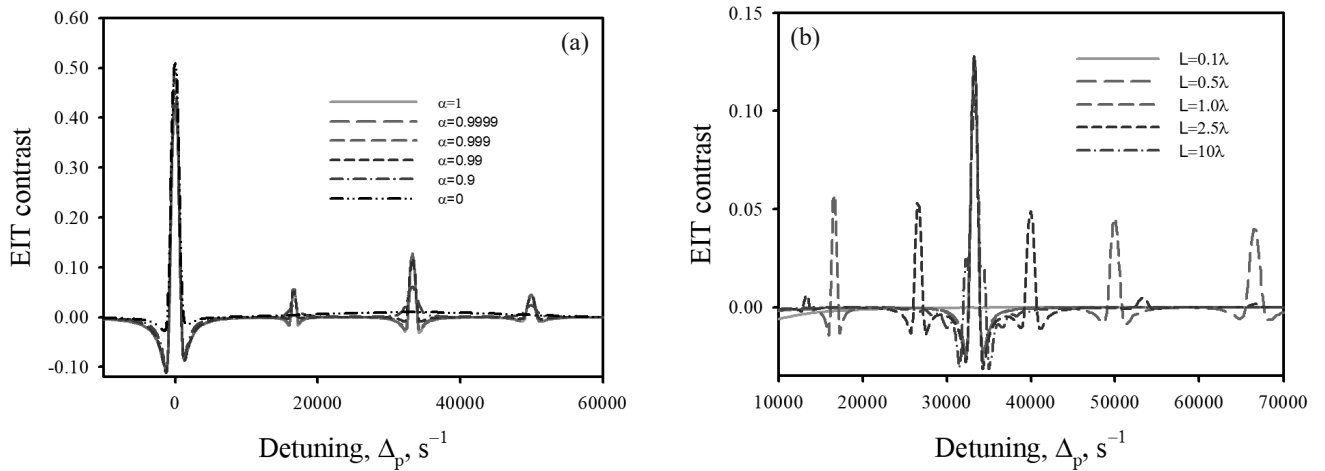 (a)
0.60
0.50
0.40
0.30
0.20
0.10
0.00
-0.10
EIT contrast
α=1
α=0.9999
α=0.999
α=0.99
α=0.9
α=0
0
20000
40000
60000
Detuning, Δp, s−1
(b)
0.15
0.10
0.05
0.00
EIT contrast
L=0.1λ
L=0.5λ
L=1.0λ
L=2.5λ
L=10λ
10000
20000
30000
40000
50000
60000
70000
Detuning, Δp, s−1